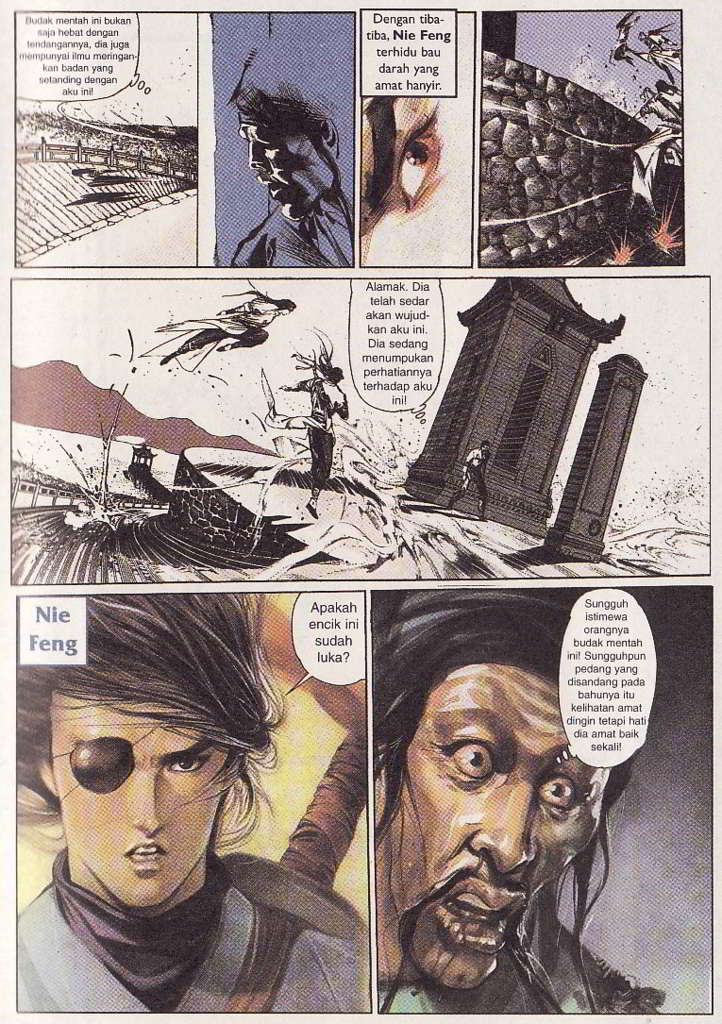 Budak mentah ini bukan
saja hebat dengan
tendangannya, dia juga
mempunyai ilmu meringan-
kan badan yang
setanding dengan
aku ini!
Dengan tiba-
tiba, Nie Feng
terhidu bau
darah yang
amat hanyir.
Alamak. Dia
telah sedar
akan wujud-
kan aku ini.
Dia sedang
menumpukan
perhatiannya
terhadap aku
ini!
Nie
Feng
Apakah
encik ini
sudah
luka?
Sungguh
istimewa
orangnya
budak mentah
ini! Sungguhpun
pedang yang
disandang pada
bahunya itu
kelihatan amat
dingin tetapi hati
dia amat baik
sekali!